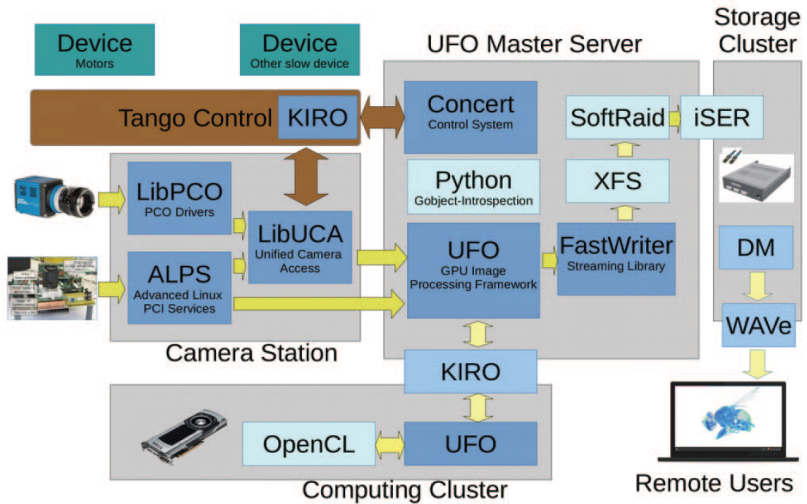 Device
Motors
Device
Other slow device
UFO Master Server
Storage
Cluster
Tango Control
KIRO
Concert
Control System
SoftRaid
iSER
LibPCO
PCO Drivers
Python
Gobject-Introspection
XFS
LibUCA
Unified Camera
Access
UFO
GPU Image
Processing Framework
FastWriter
Streaming Library
DM
ALPS
Advanced Linux
PCI Services
WAVe
Camera Station
KIRO
OpenCL
UFO
Computing Cluster
Remote Users